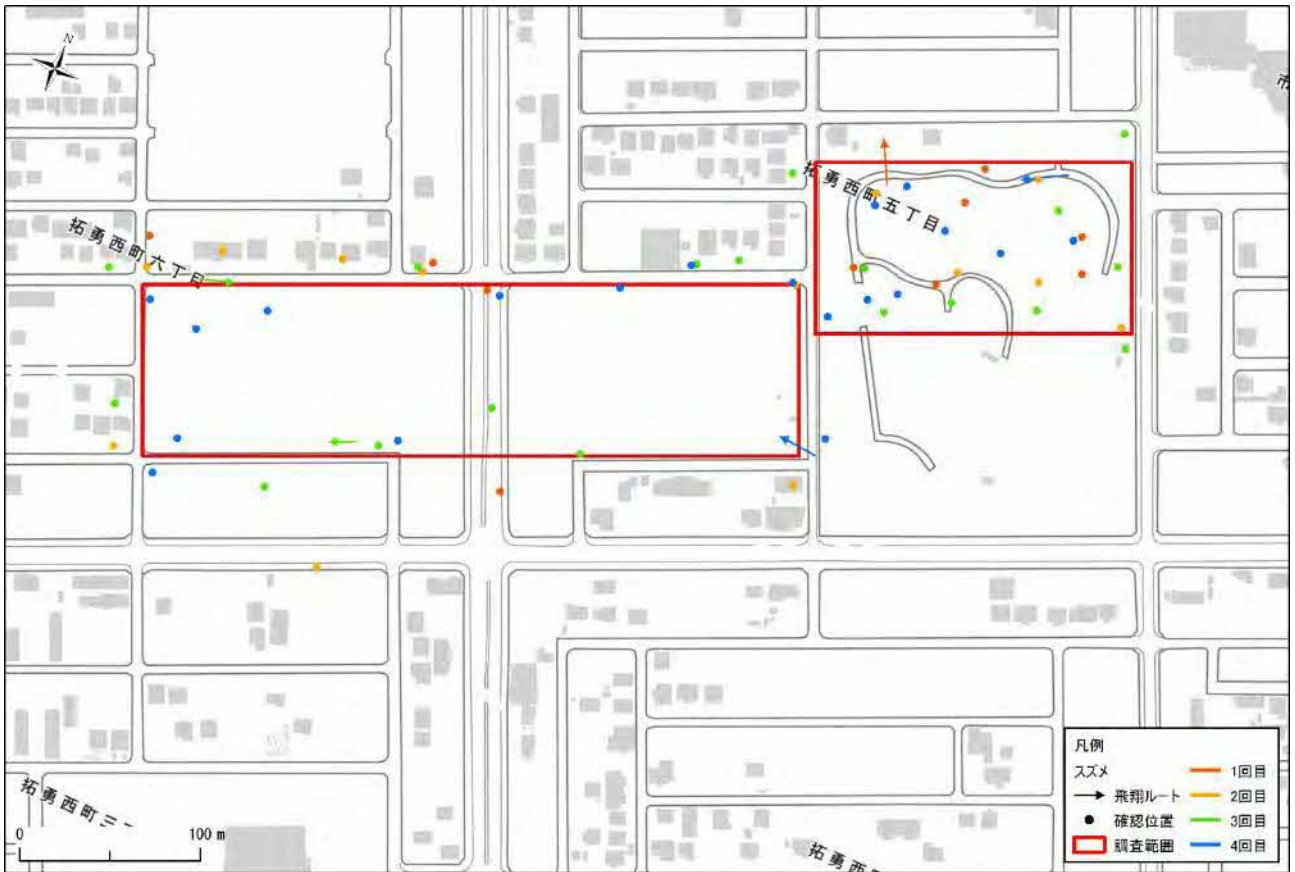 N
市
拓勇西町五丁目
拓勇西町六丁目
拓勇西町三
拓勇西町
0 100 m
凡例
スズメ
飛翔ルート
確認位置
調査範囲
1回目
2回目
3回目
4回目